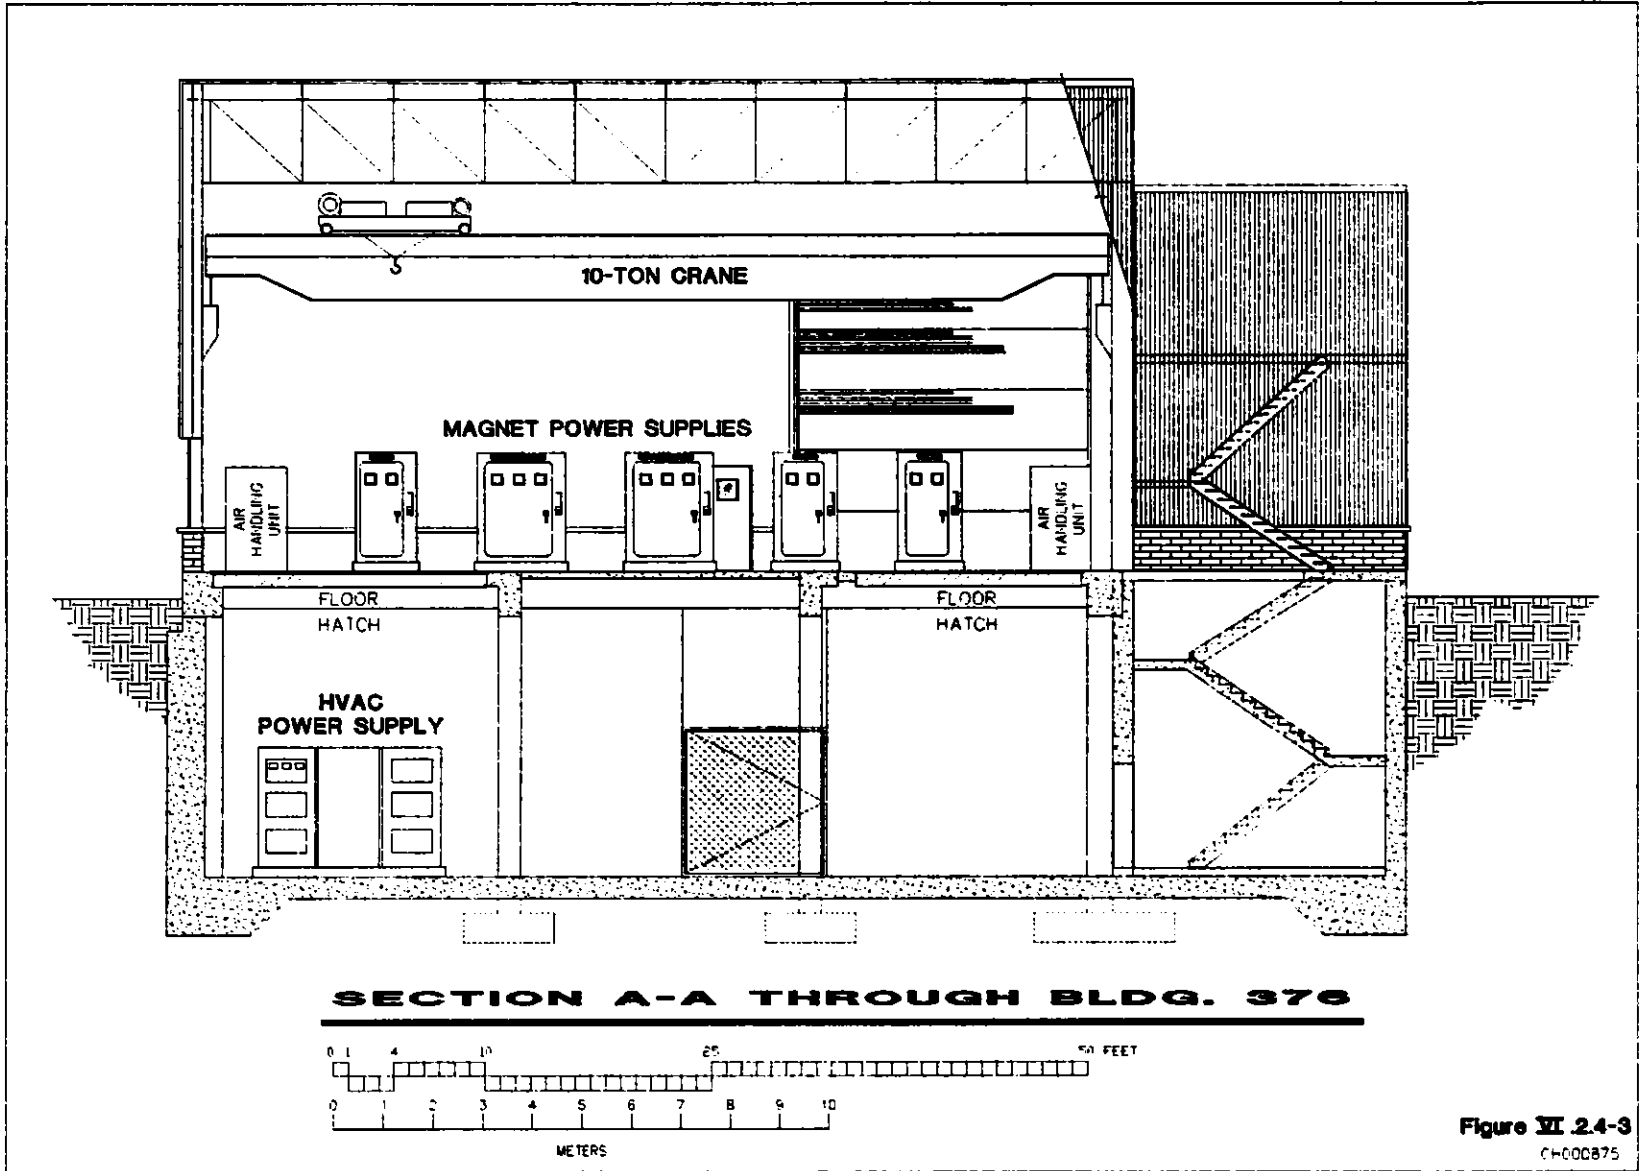 10-TON CRANE
MAGNET POWER SUPPLIES
AIR
HANDLING
UNIT
AIR
HANDLING
UNIT
FLOOR
HATCH
FLOOR
HATCH
HVAC
POWER SUPPLY
SECTION A-A THROUGH BLDG. 376
0 1 4 10 25 50 FEET
0 1 2 3 4 5 6 7 8 9 10
METERS
Figure VI .2.4-3
CH000875